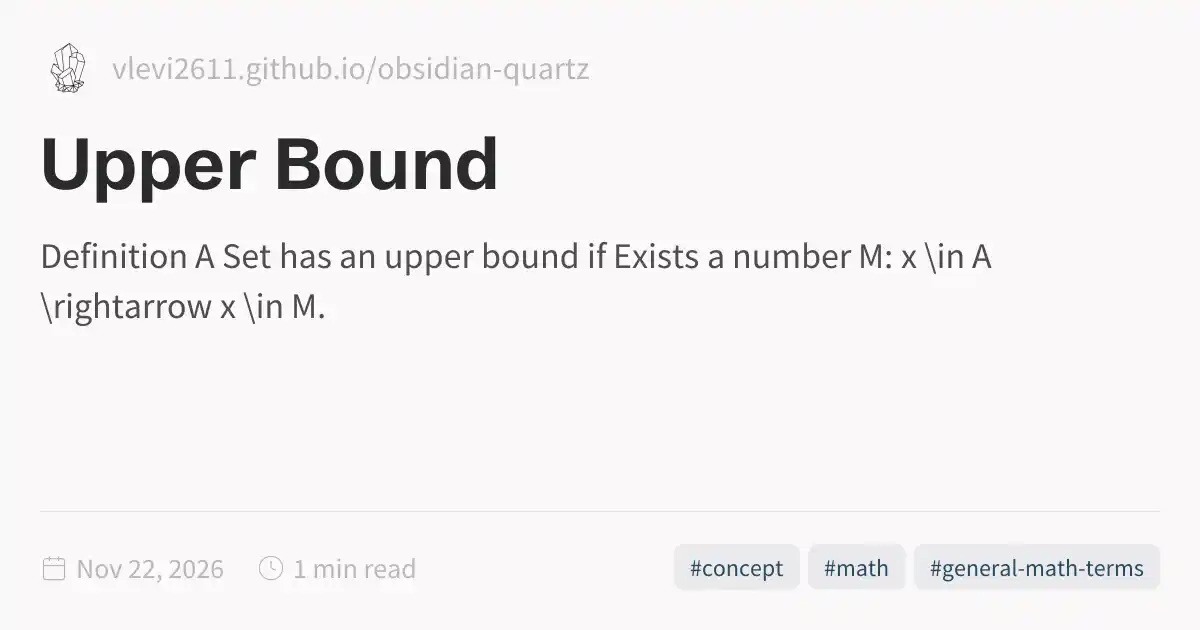 vlevi2611.github.io/obsidian-quartz
Upper Bound
Definition A Set has an upper bound if Exists a number M: x \in A
\rightarrow x \in M.
Nov 22, 2026 1 min read #concept #math #general-math-terms